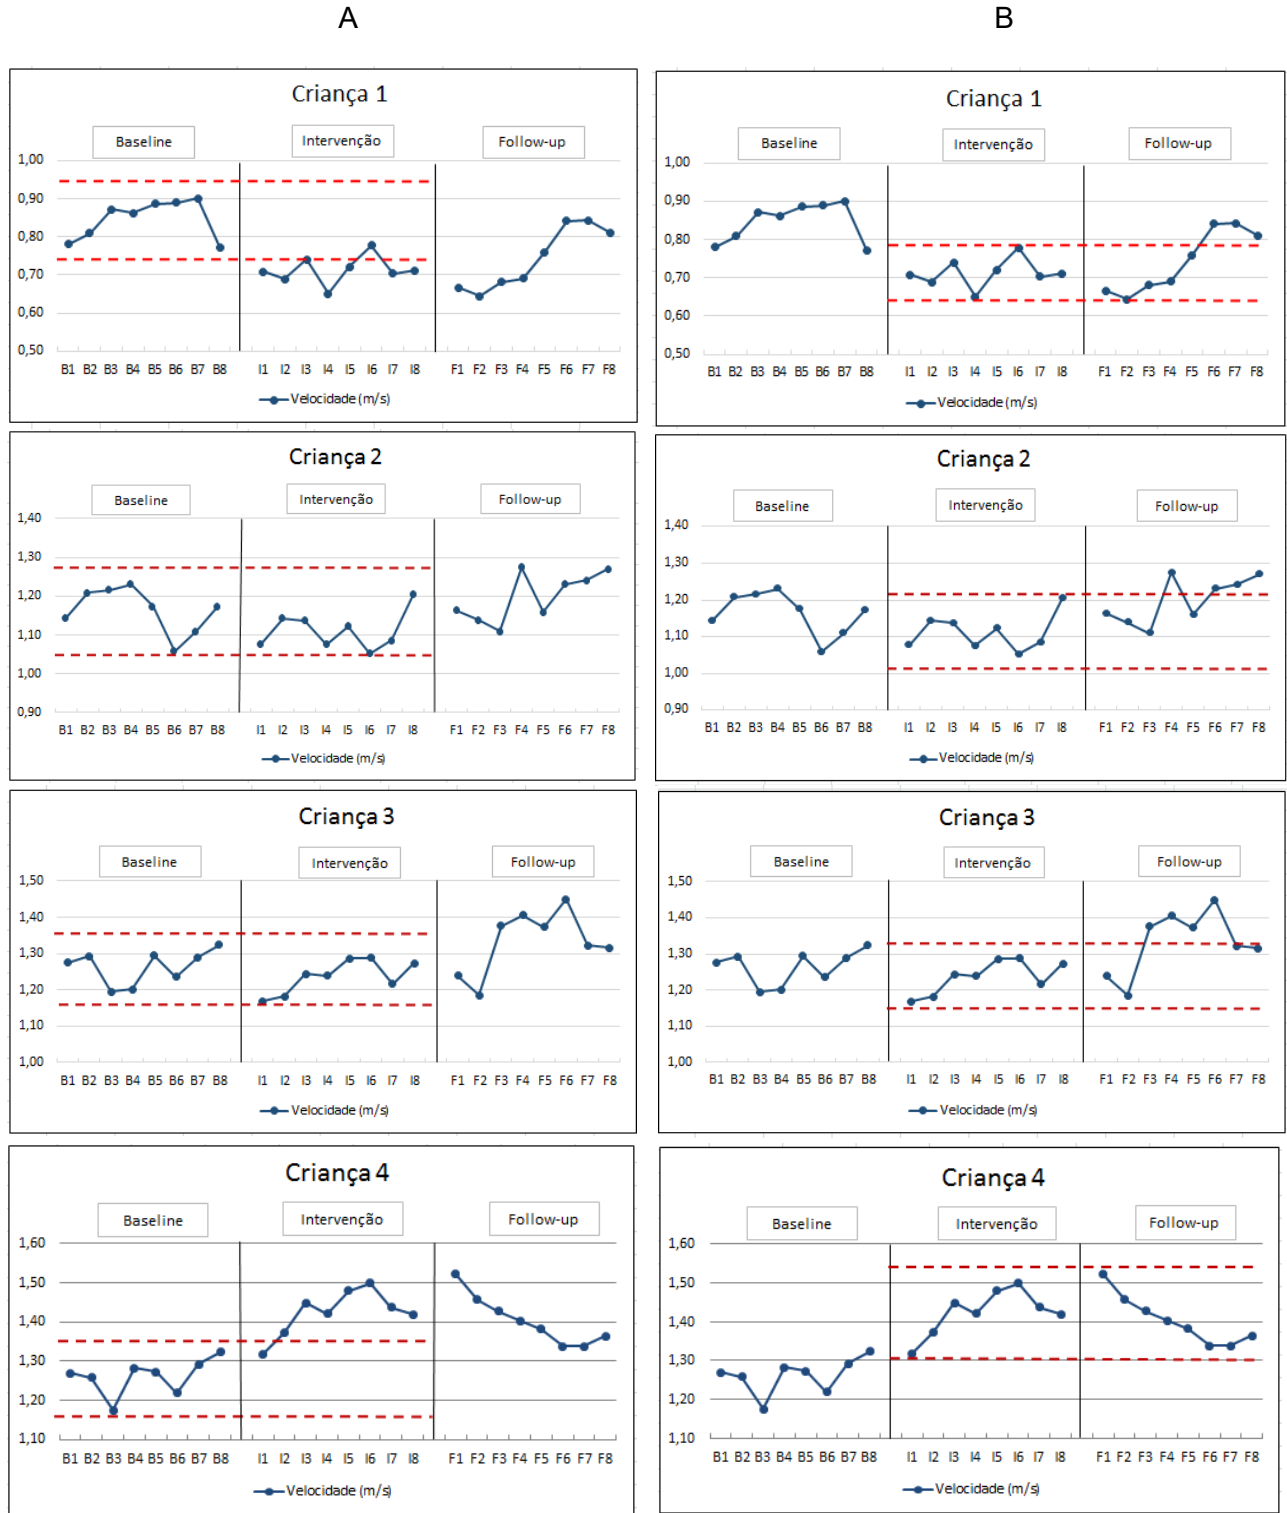 A
B
Criança 1
Baseline Intervenção Follow-up
1,00
0,90
0,80
0,70
0,60
0,50
B1 B2 B3 B4 B5 B6 B7 B8 I1 I2 I3 I4 I5 I6 I7 I8 F1 F2 F3 F4 F5 F6 F7 F8
Velocidade (m/s)
Criança 1
Baseline Intervenção Follow-up
1,00
0,90
0,80
0,70
0,60
0,50
B1 B2 B3 B4 B5 B6 B7 B8 I1 I2 I3 I4 I5 I6 I7 I8 F1 F2 F3 F4 F5 F6 F7 F8
Velocidade (m/s)
Criança 2
Baseline Intervenção Follow-up
1,40
1,30
1,20
1,10
1,00
0,90
B1 B2 B3 B4 B5 B6 B7 B8 I1 I2 I3 I4 I5 I6 I7 I8 F1 F2 F3 F4 F5 F6 F7 F8
Velocidade (m/s)
Criança 2
Baseline Intervenção Follow-up
1,40
1,30
1,20
1,10
1,00
0,90
B1 B2 B3 B4 B5 B6 B7 B8 I1 I2 I3 I4 I5 I6 I7 I8 F1 F2 F3 F4 F5 F6 F7 F8
Velocidade (m/s)
Criança 3
Baseline Intervenção Follow-up
1,50
1,40
1,30
1,20
1,10
1,00
B1 B2 B3 B4 B5 B6 B7 B8 I1 I2 I3 I4 I5 I6 I7 I8 F1 F2 F3 F4 F5 F6 F7 F8
Velocidade (m/s)
Criança 3
Baseline Intervenção Follow-up
1,50
1,40
1,30
1,20
1,10
1,00
B1 B2 B3 B4 B5 B6 B7 B8 I1 I2 I3 I4 I5 I6 I7 I8 F1 F2 F3 F4 F5 F6 F7 F8
Velocidade (m/s)
Criança 4
Baseline Intervenção Follow-up
1,60
1,50
1,40
1,30
1,20
1,10
B1 B2 B3 B4 B5 B6 B7 B8 I1 I2 I3 I4 I5 I6 I7 I8 F1 F2 F3 F4 F5 F6 F7 F8
Velocidade (m/s)
Criança 4
Baseline Intervenção Follow-up
1,60
1,50
1,40
1,30
1,20
1,10
B1 B2 B3 B4 B5 B6 B7 B8 I1 I2 I3 I4 I5 I6 I7 I8 F1 F2 F3 F4 F5 F6 F7 F8
Velocidade (m/s)